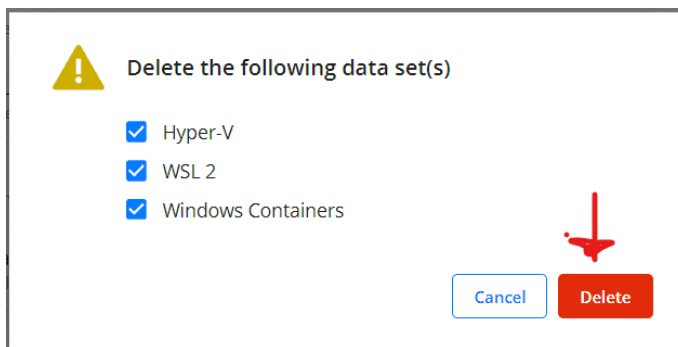 Delete the following data set(s)
Hyper-V
WSL 2
Windows Containers
Cancel
Delete